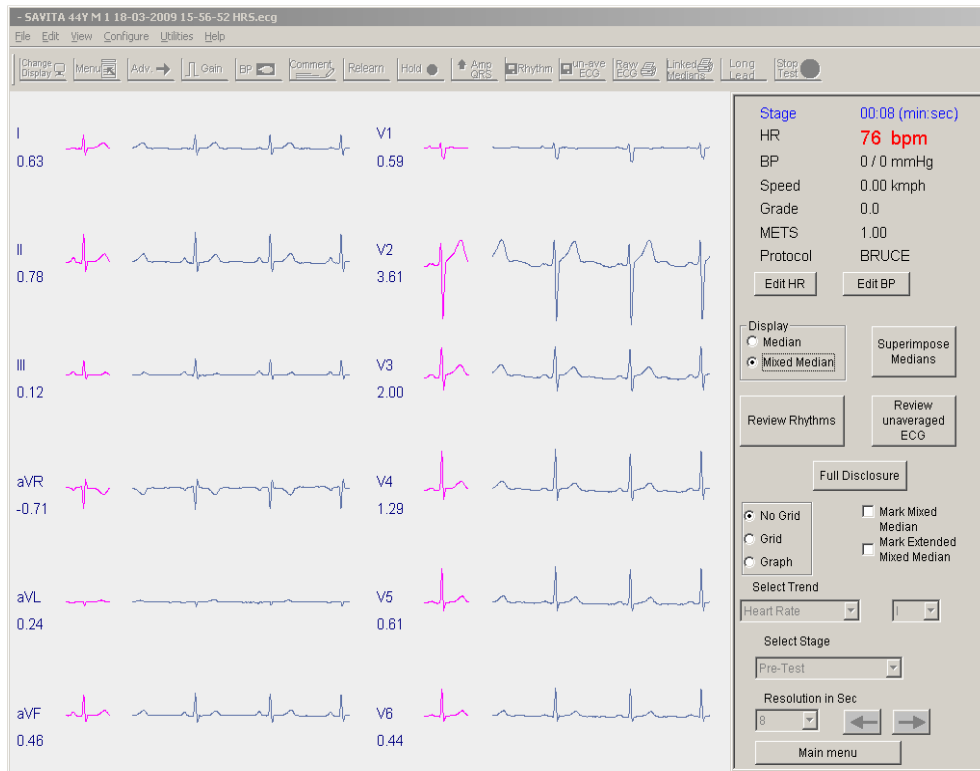 - SAVITA 44Y M 1 18-03-2009 15-56-52 HRS.ecg
File Edit View Configure Utilities Help
Change Display Menu Adv. Gain BP Comment Relearn Hold Amp QRS Rhythm un-ave ECG Raw ECG Linked Medians Long Lead Stop Test
I
0.63
II
0.78
III
0.12
aVR
-0.71
aVL
0.24
aVF
0.46
V1
0.59
V2
3.61
V3
2.00
V4
1.29
V5
0.61
V6
0.44
Stage 00:08 (min:sec)
HR 76 bpm
BP 0 / 0 mmHg
Speed 0.00 kmph
Grade 0.0
METS 1.00
Protocol BRUCE
Edit HR Edit BP
Display
Median
Mixed Median
Superimpose
Medians
Review Rhythms
Review
unaveraged
ECG
Full Disclosure
No Grid
Grid
Graph
Mark Mixed
Median
Mark Extended
Mixed Median
Select Trend
Heart Rate I
Select Stage
Pre-Test
Resolution in Sec
8
Main menu